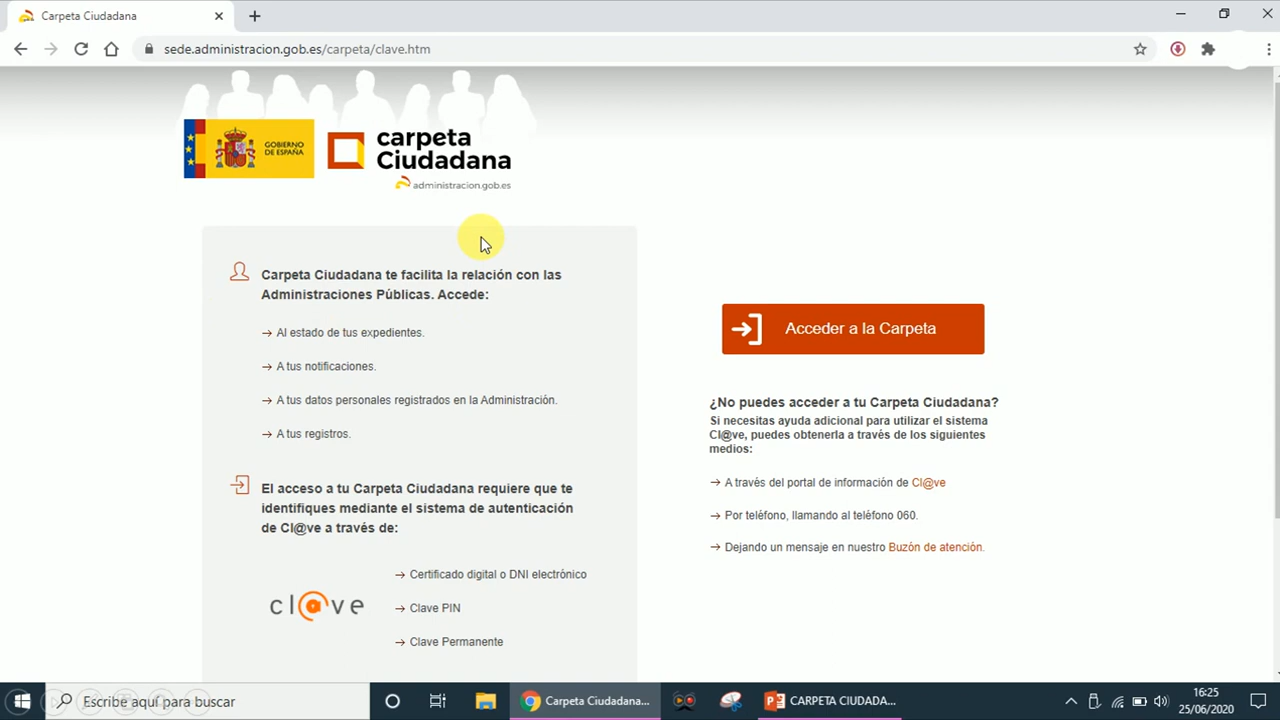 Carpeta Ciudadana
sede.administracion.gob.es/carpeta/clave.htm
GOBIERNO
DE ESPAÑA
carpeta
Ciudadana
administracion.gob.es
Carpeta Ciudadana te facilita la relación con las
Administraciones Públicas. Accede:
Al estado de tus expedientes.
A tus notificaciones.
A tus datos personales registrados en la Administración.
A tus registros.
El acceso a tu Carpeta Ciudadana requiere que te
identifiques mediante el sistema de autenticación
de Cl@ve a través de:
cl@ve
Certificado digital o DNI electrónico
Clave PIN
Clave Permanente
Acceder a la Carpeta
¿No puedes acceder a tu Carpeta Ciudadana?
Si necesitas ayuda adicional para utilizar el sistema
Cl@ve, puedes obtenerla a través de los siguientes
medios:
A través del portal de información de Cl@ve
Por teléfono, llamando al teléfono 060.
Dejando un mensaje en nuestro Buzón de atención.
Escribe aquí para buscar
Carpeta Ciudadana...
CARPETA CIUDADA...
16:25
25/06/2020